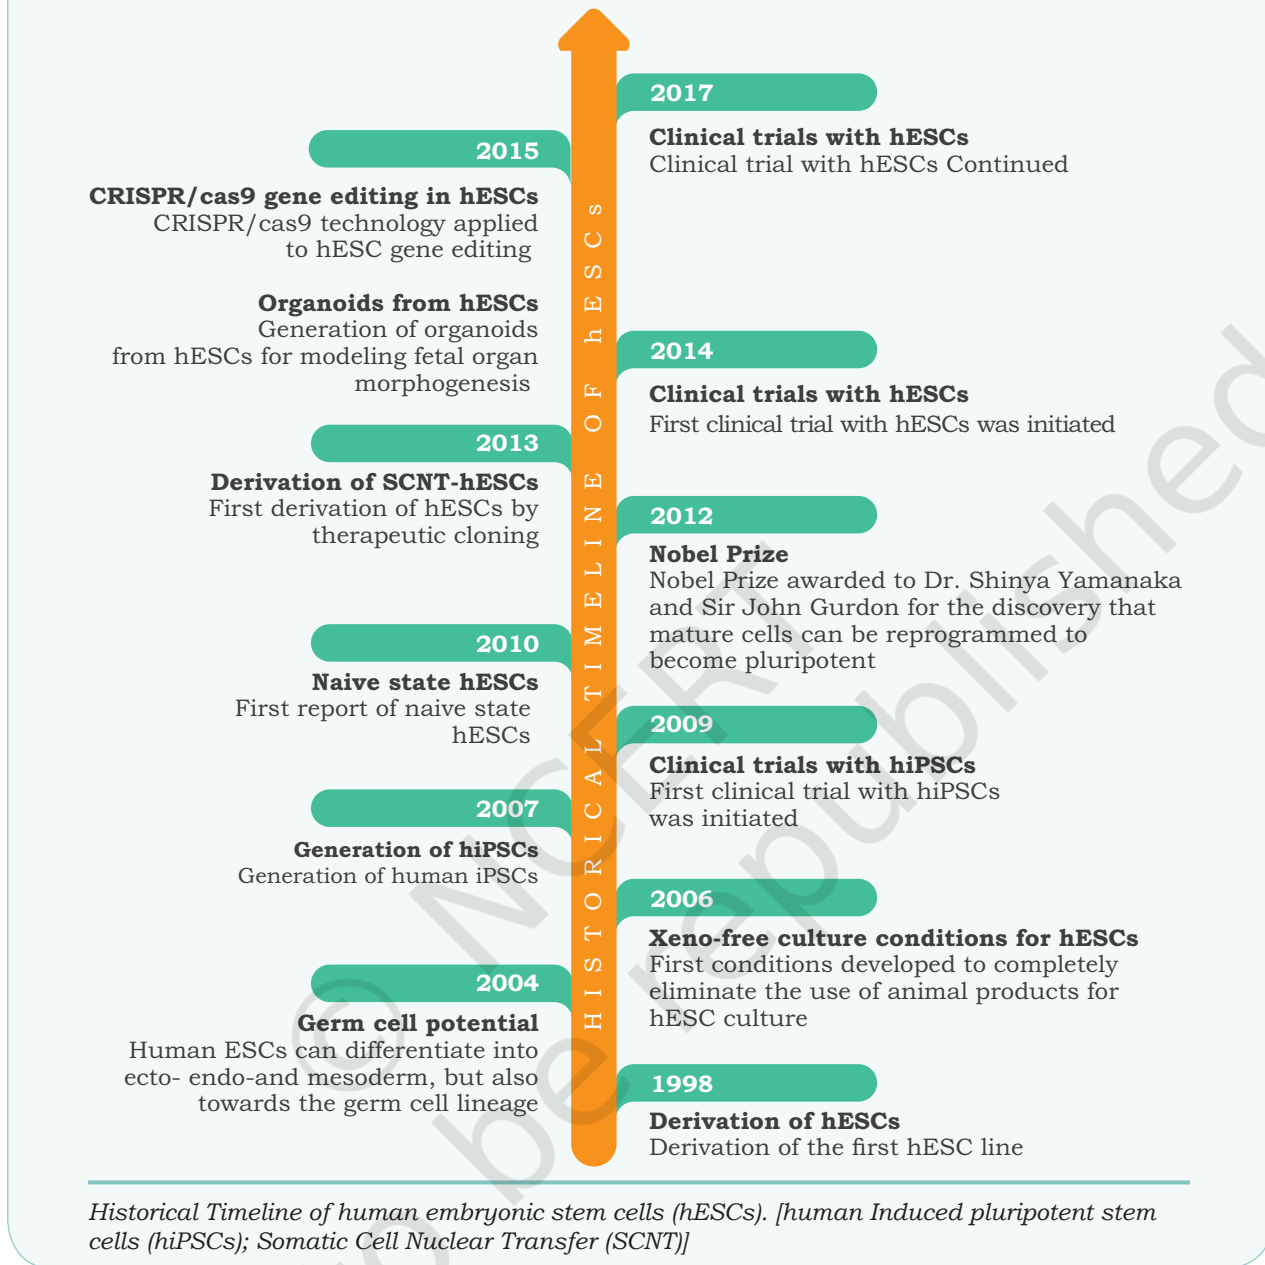 2017
Clinical trials with hESCs
Clinical trial with hESCs Continued
2015
CRISPR/cas9 gene editing in hESCs
CRISPR/cas9 technology applied
to hESC gene editing
Organoids from hESCs
Generation of organoids
from hESCs for modeling fetal organ
morphogenesis
2014
Clinical trials with hESCs
First clinical trial with hESCs was initiated
2013
Derivation of SCNT-hESCs
First derivation of hESCs by
therapeutic cloning
2012
Nobel Prize
Nobel Prize awarded to Dr. Shinya Yamanaka
and Sir John Gurdon for the discovery that
mature cells can be reprogrammed to
become pluripotent
2010
Naive state hESCs
First report of naive state
hESCs
2009
Clinical trials with hiPSCs
First clinical trial with hiPSCs
was initiated
2007
Generation of hiPSCs
Generation of human iPSCs
2006
Xeno-free culture conditions for hESCs
First conditions developed to completely
eliminate the use of animal products for
hESC culture
2004
Germ cell potential
Human ESCs can differentiate into
ecto- endo-and mesoderm, but also
towards the germ cell lineage
1998
Derivation of hESCs
Derivation of the first hESC line
HISTORICAL TIMELINE OF hESCs
Historical Timeline of human embryonic stem cells (hESCs). [human Induced pluripotent stem
cells (hiPSCs); Somatic Cell Nuclear Transfer (SCNT)]
© NCERT
be republished